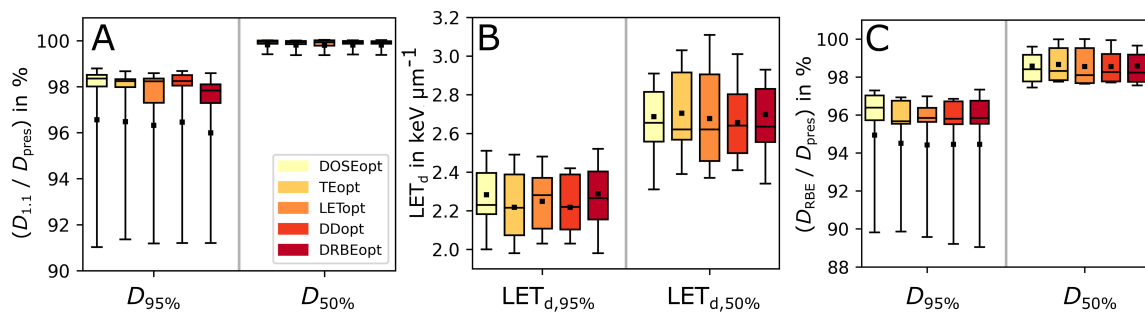 A
(D1.1 / Dpres) in %
100
98
96
94
92
90
DOSEopt
TEopt
LETopt
DDopt
DRBEopt
D95%
D50%
B
LETd in keV µm⁻¹
3.2
3.0
2.8
2.6
2.4
2.2
2.0
LETd,95%
LETd,50%
C
(DRBE / Dpres) in %
100
98
96
94
92
90
88
D95%
D50%